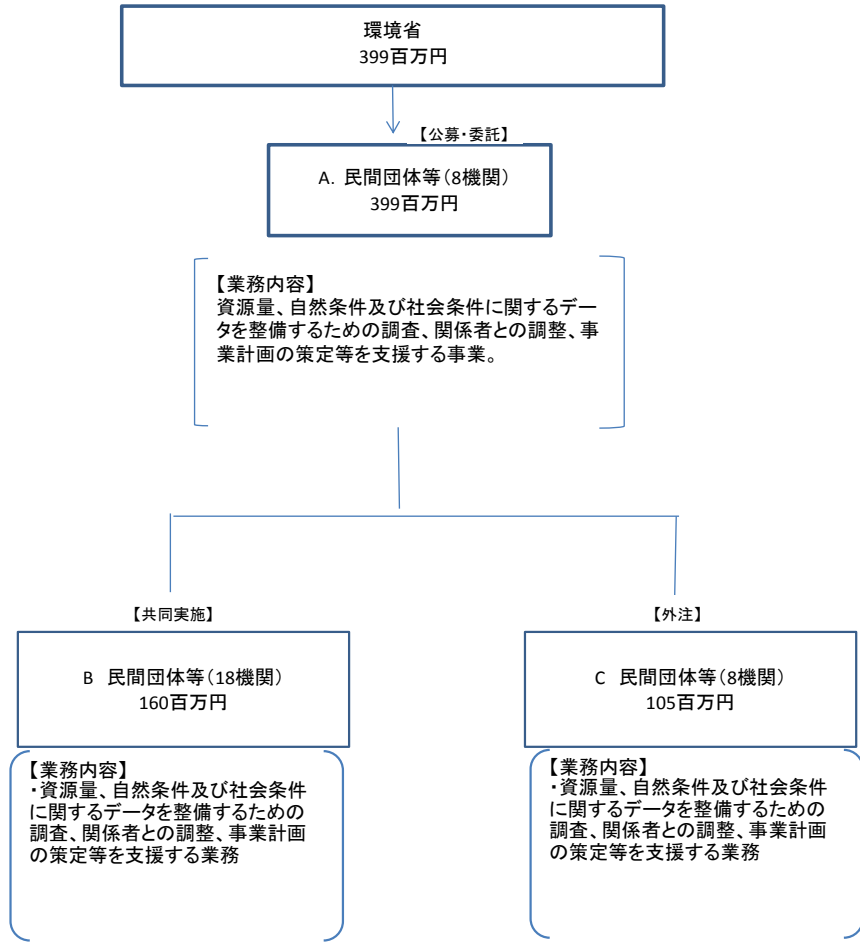 環境省
399百万円
【公募・委託】
A. 民間団体等(8機関)
399百万円
【業務内容】
資源量、自然条件及び社会条件に関するデー
タを整備するための調査、関係者との調整、事
業計画の策定等を支援する事業。
【共同実施】
B 民間団体等(18機関)
160百万円
【業務内容】
・資源量、自然条件及び社会条件
に関するデータを整備するための
調査、関係者との調整、事業計画
の策定等を支援する業務
【外注】
C 民間団体等(8機関)
105百万円
【業務内容】
・資源量、自然条件及び社会条件
に関するデータを整備するための
調査、関係者との調整、事業計画
の策定等を支援する業務